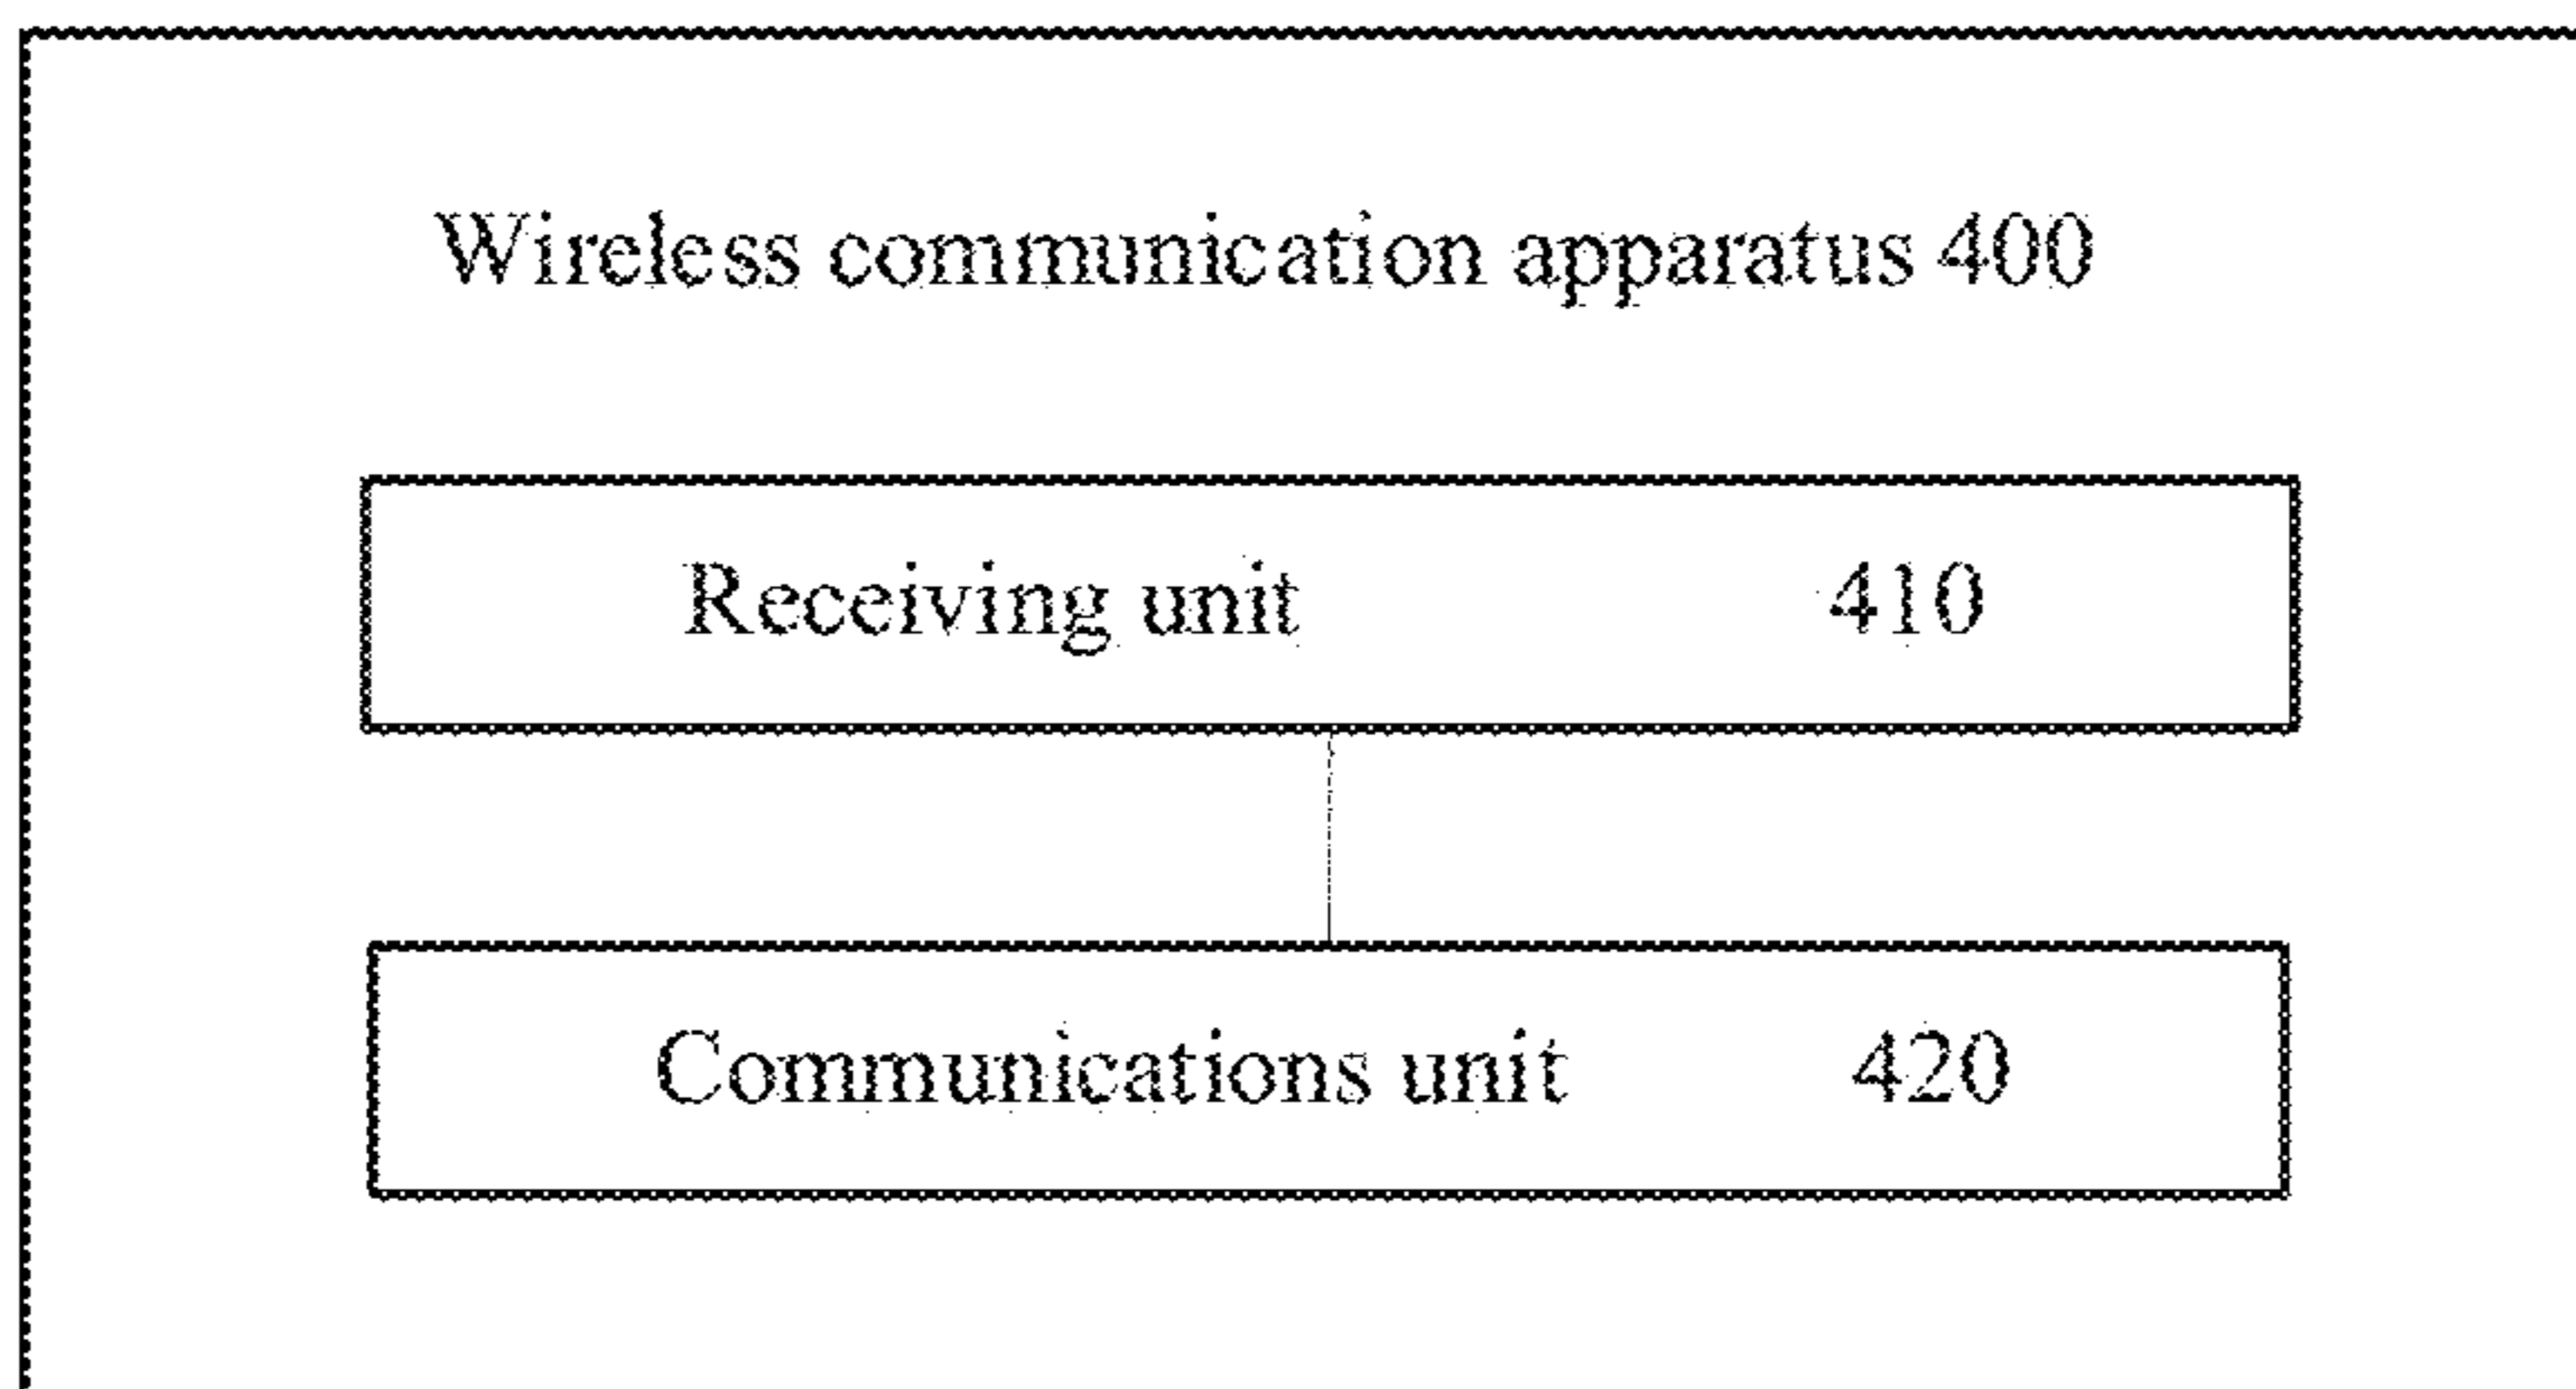 Wireless communication apparatus 400
Receiving unit 410
Communications unit 420